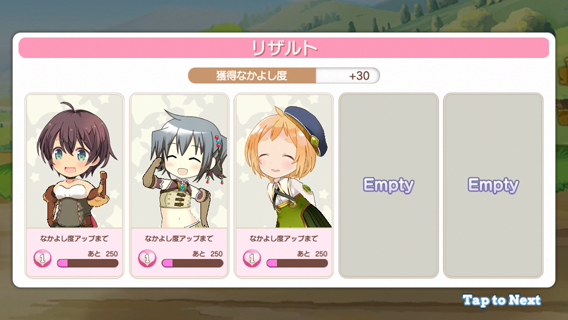 リザルト
獲得なかよし度 +30
なかよし度アップまで
1 あと 250
なかよし度アップまで
1 あと 250
なかよし度アップまで
1 あと 250
Empty
Empty
Tap to Next